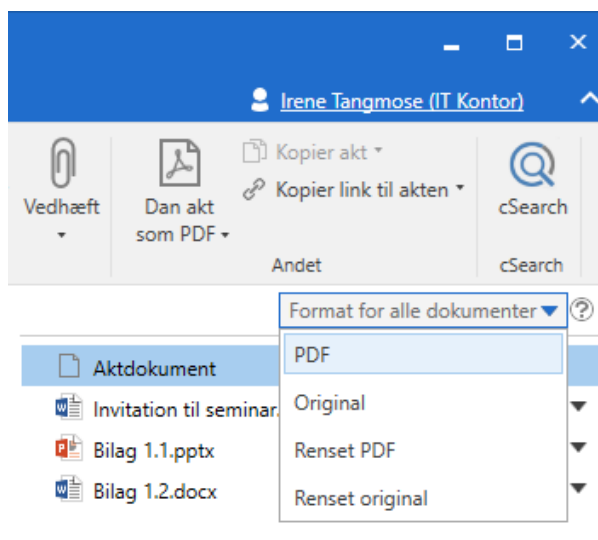 Irene Tangmose (IT Kontor)
Vedhæft
Dan akt
som PDF
Kopier akt
Kopier link til akten
Andet
cSearch
cSearch
Format for alle dokumenter
?
PDF
Original
Renset PDF
Renset original
Aktdokument
Invitation til seminar.
Bilag 1.1.pptx
Bilag 1.2.docx